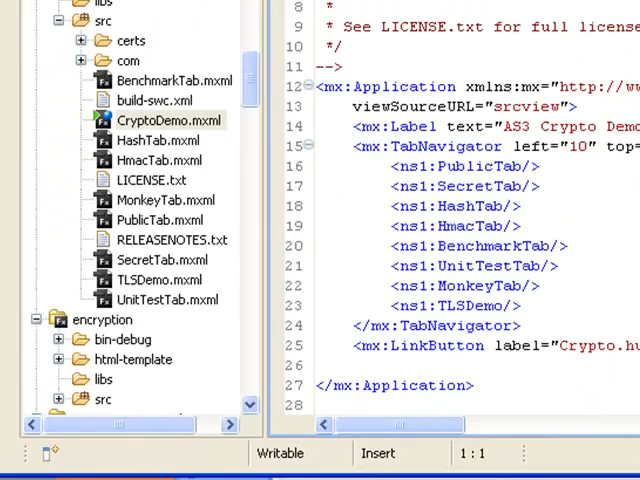 libs
src
certs
com
BenchmarkTab.mxml
build-swc.xml
CryptoDemo.mxml
HashTab.mxml
HmacTab.mxml
LICENSE.txt
MonkeyTab.mxml
PublicTab.mxml
RELEASENOTES.txt
SecretTab.mxml
TLSDemo.mxml
UnitTestTab.mxml
encryption
bin-debug
html-template
libs
src
8 *
9 * See LICENSE.txt for full license
10 */
11 -->
12 <mx:Application xmlns:mx="http://ww
13 viewSourceURL="srcview">
14 <mx:Label text="AS3 Crypto Demo
15 <mx:TabNavigator left="10" top=
16 <ns1:PublicTab/>
17 <ns1:SecretTab/>
18 <ns1:HashTab/>
19 <ns1:HmacTab/>
20 <ns1:BenchmarkTab/>
21 <ns1:UnitTestTab/>
22 <ns1:MonkeyTab/>
23 <ns1:TLSDemo/>
24 </mx:TabNavigator>
25 <mx:LinkButton label="Crypto.hu
26
27 </mx:Application>
28
Writable
Insert
1 : 1